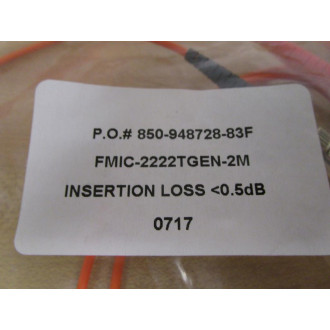 P.O.# 850-948728-83F
FMIC-2222TGEN-2M
INSERTION LOSS <0.5dB
0717